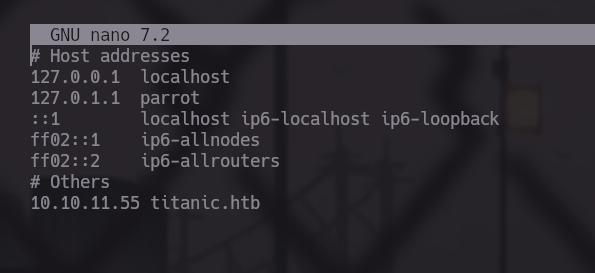 GNU nano 7.2
# Host addresses
127.0.0.1  localhost
127.0.1.1  parrot
::1        localhost ip6-localhost ip6-loopback
ff02::1    ip6-allnodes
ff02::2    ip6-allrouters
# Others
10.10.11.55 titanic.htb